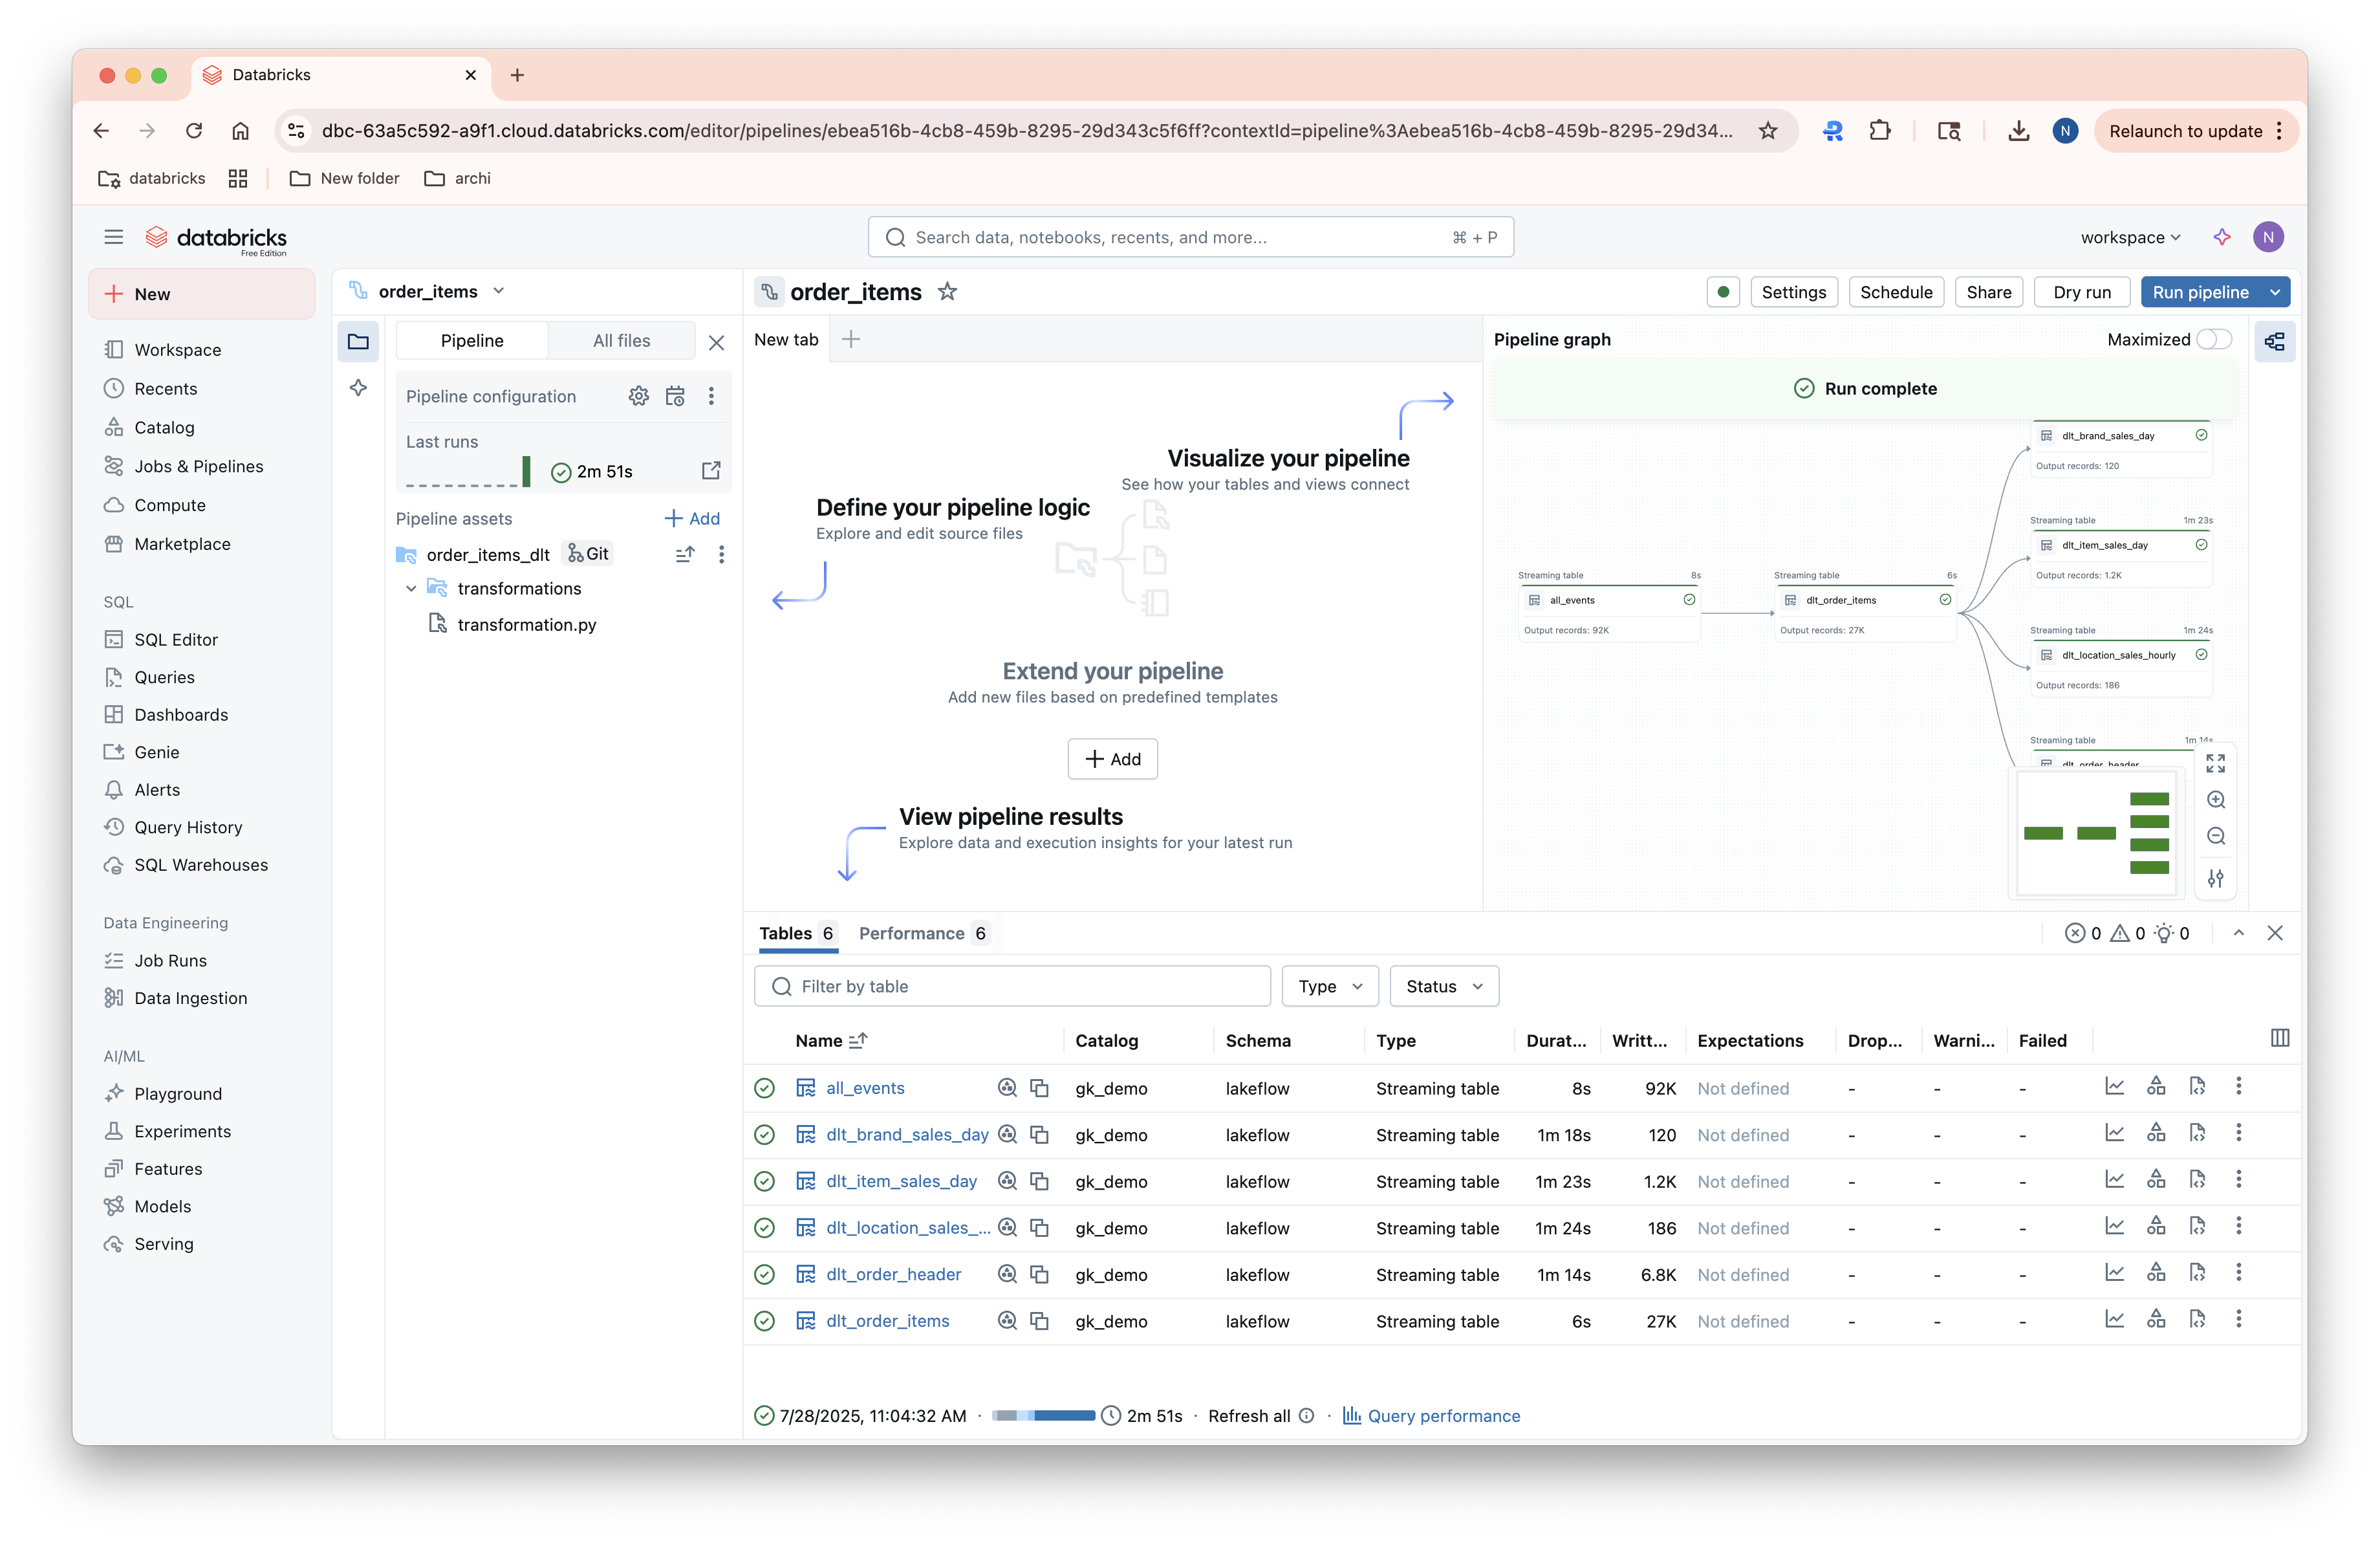 Databricks
dbc-63a5c592-a9f1.cloud.databricks.com/editor/pipelines/ebea516b-4cb8-459b-8295-29d343c5f6ff?contextId=pipeline%3Aebea516b-4cb8-459b-8295-29d34...
N
Relaunch to update
databricks
New folder
archi
databricks
Free Edition
Search data, notebooks, recents, and more...
⌘ + P
workspace
N
New
Workspace
Recents
Catalog
Jobs & Pipelines
Compute
Marketplace
SQL
SQL Editor
Queries
Dashboards
Genie
Alerts
Query History
SQL Warehouses
Data Engineering
Job Runs
Data Ingestion
AI/ML
Playground
Experiments
Features
Models
Serving
order_items
Pipeline
All files
Pipeline configuration
Last runs
2m 51s
Pipeline assets
Add
order_items_dlt
Git
transformations
transformation.py
order_items
Settings
Schedule
Share
Dry run
Run pipeline
New tab
Visualize your pipeline
See how your tables and views connect
Define your pipeline logic
Explore and edit source files
Extend your pipeline
Add new files based on predefined templates
Add
View pipeline results
Explore data and execution insights for your latest run
Pipeline graph
Maximized
Run complete
dlt_brand_sales_day
Output records: 120
Streaming table 1m 23s
dlt_item_sales_day
Output records: 1.2K
Streaming table 8s
all_events
Output records: 92K
Streaming table 6s
dlt_order_items
Output records: 27K
Streaming table 1m 24s
dlt_location_sales_hourly
Output records: 186
Streaming table 1m 14s
dlt_order_header
Tables 6
Performance 6
0 0 0
Filter by table
Type
Status
Name Catalog Schema Type Durat... Writt... Expectations Drop... Warni... Failed
all_events gk_demo lakeflow Streaming table 8s 92K Not defined - - -
dlt_brand_sales_day gk_demo lakeflow Streaming table 1m 18s 120 Not defined - - -
dlt_item_sales_day gk_demo lakeflow Streaming table 1m 23s 1.2K Not defined - - -
dlt_location_sales_... gk_demo lakeflow Streaming table 1m 24s 186 Not defined - - -
dlt_order_header gk_demo lakeflow Streaming table 1m 14s 6.8K Not defined - - -
dlt_order_items gk_demo lakeflow Streaming table 6s 27K Not defined - - -
7/28/2025, 11:04:32 AM · 2m 51s · Refresh all · Query performance